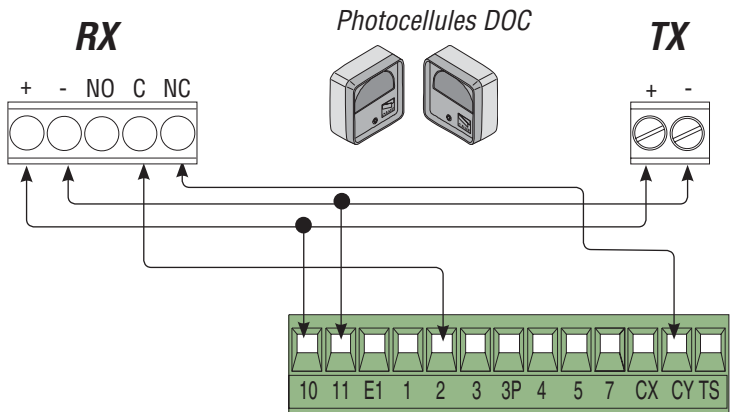 RX
Photocellules DOC
TX
+ - NO C NC
+ -
10 11 E1 1 2 3 3P 4 5 7 CX CY TS